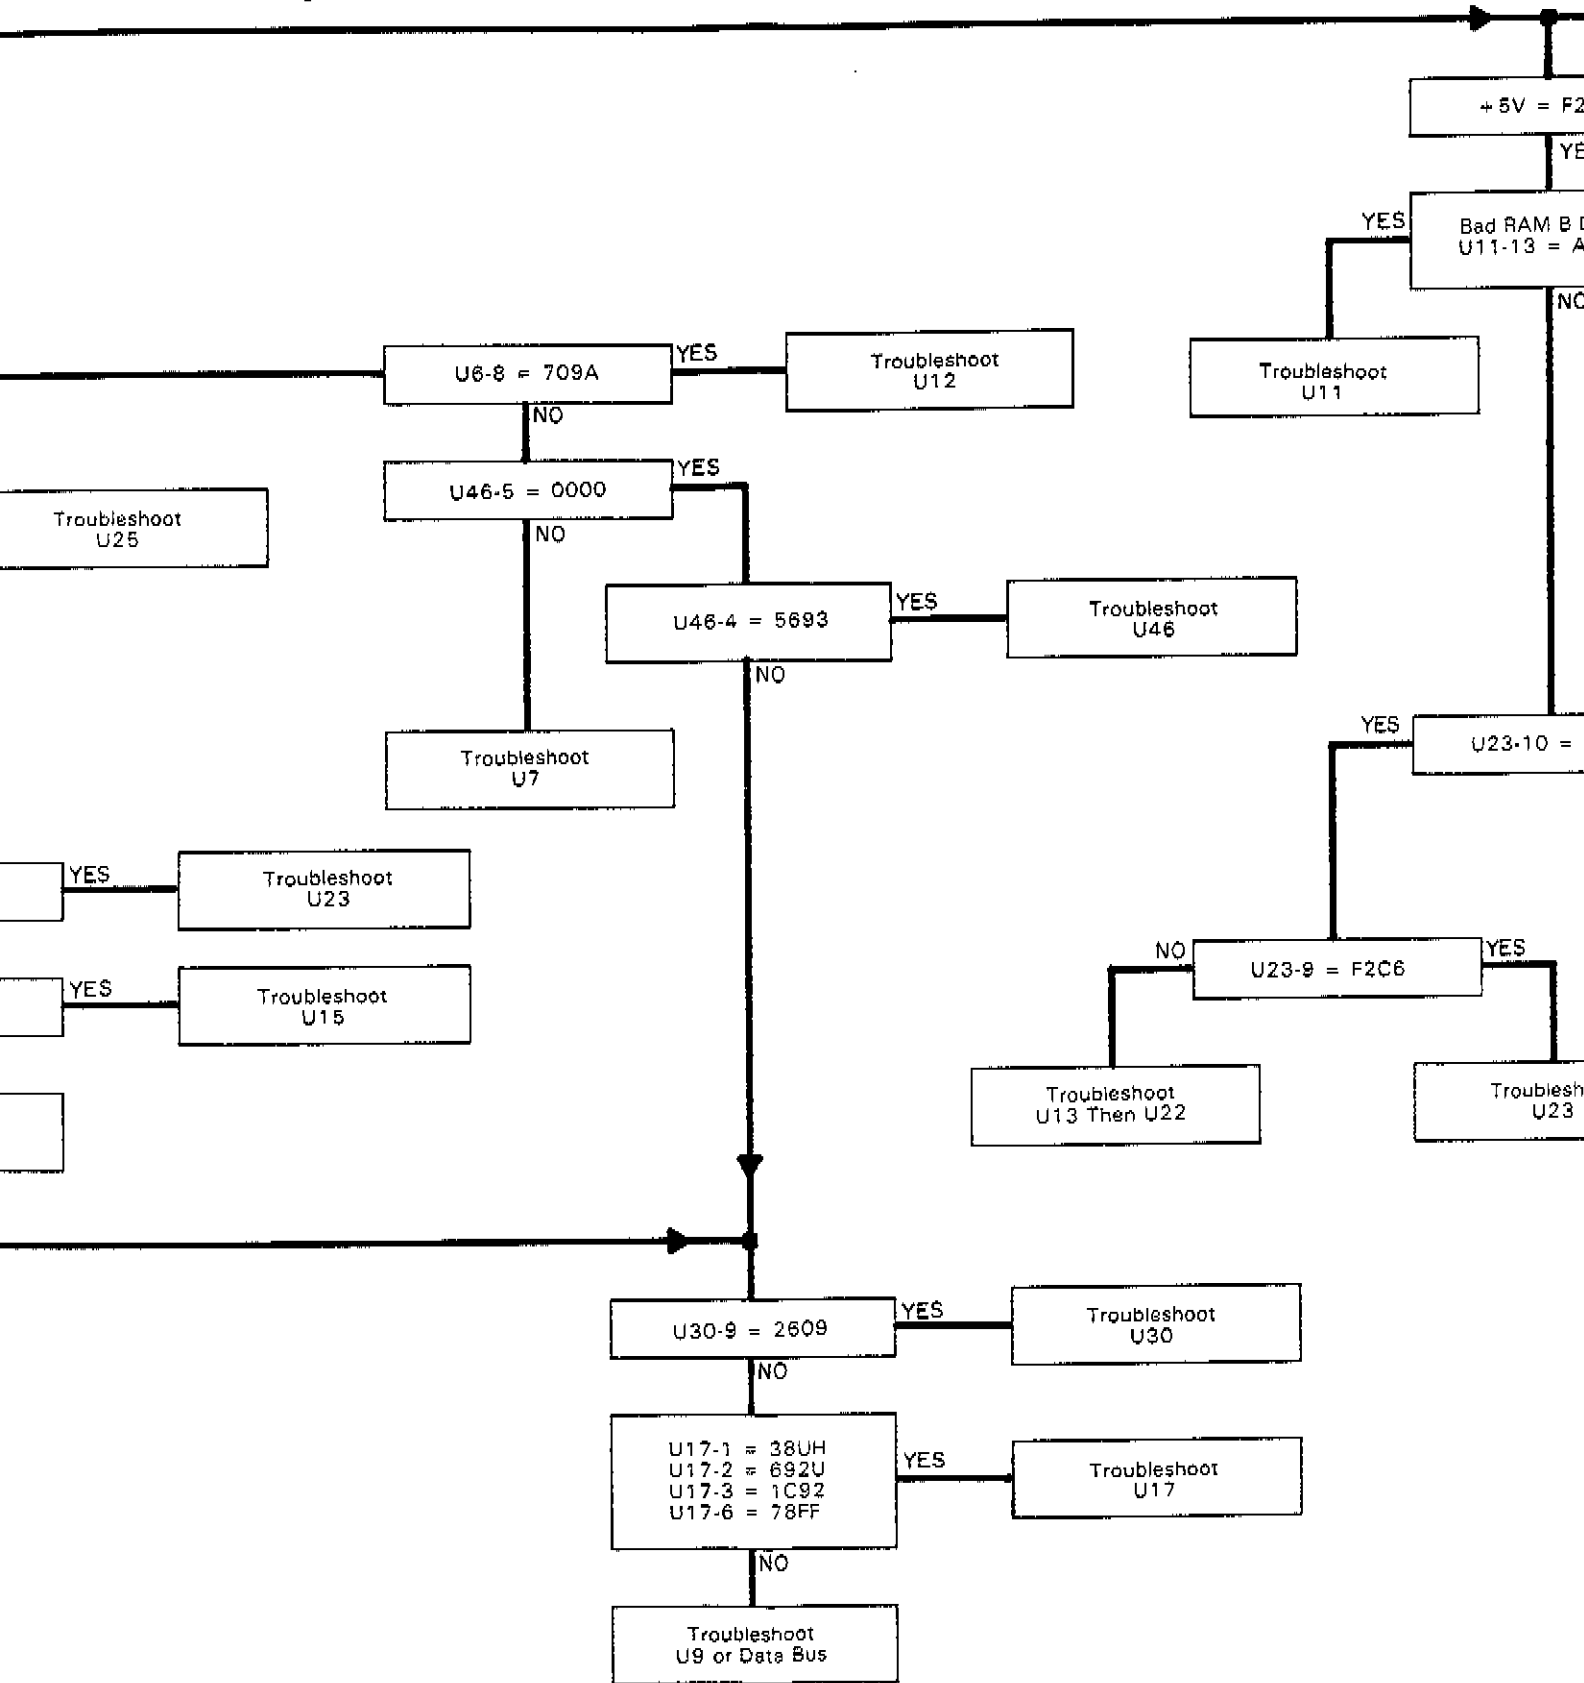 +5V = F2
YE
YES
Bad RAM B D
U11-13 = A
NO
Troubleshoot
U11
U6-8 = 709A
YES
Troubleshoot
U12
NO
U46-5 = 0000
YES
NO
Troubleshoot
U25
U46-4 = 5693
YES
Troubleshoot
U46
NO
Troubleshoot
U7
YES
U23-10 =
YES
Troubleshoot
U23
NO
U23-9 = F2C6
YES
YES
Troubleshoot
U15
Troubleshoot
U13 Then U22
Troublesh
U23
U30-9 = 2609
YES
Troubleshoot
U30
NO
U17-1 = 38UH
U17-2 = 692U
U17-3 = 1C92
U17-6 = 78FF
YES
Troubleshoot
U17
NO
Troubleshoot
U9 or Data Bus